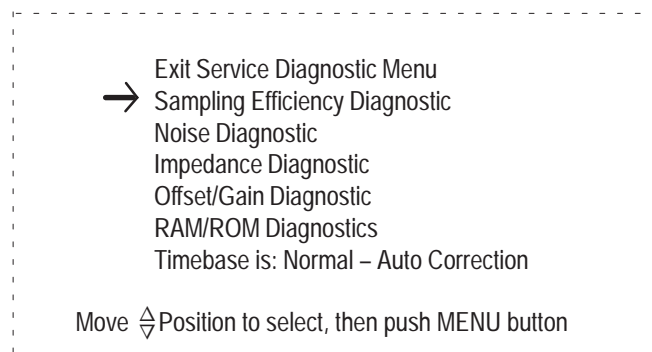 Exit Service Diagnostic Menu
Sampling Efficiency Diagnostic
Noise Diagnostic
Impedance Diagnostic
Offset/Gain Diagnostic
RAM/ROM Diagnostics
Timebase is: Normal – Auto Correction
Move Position to select, then push MENU button